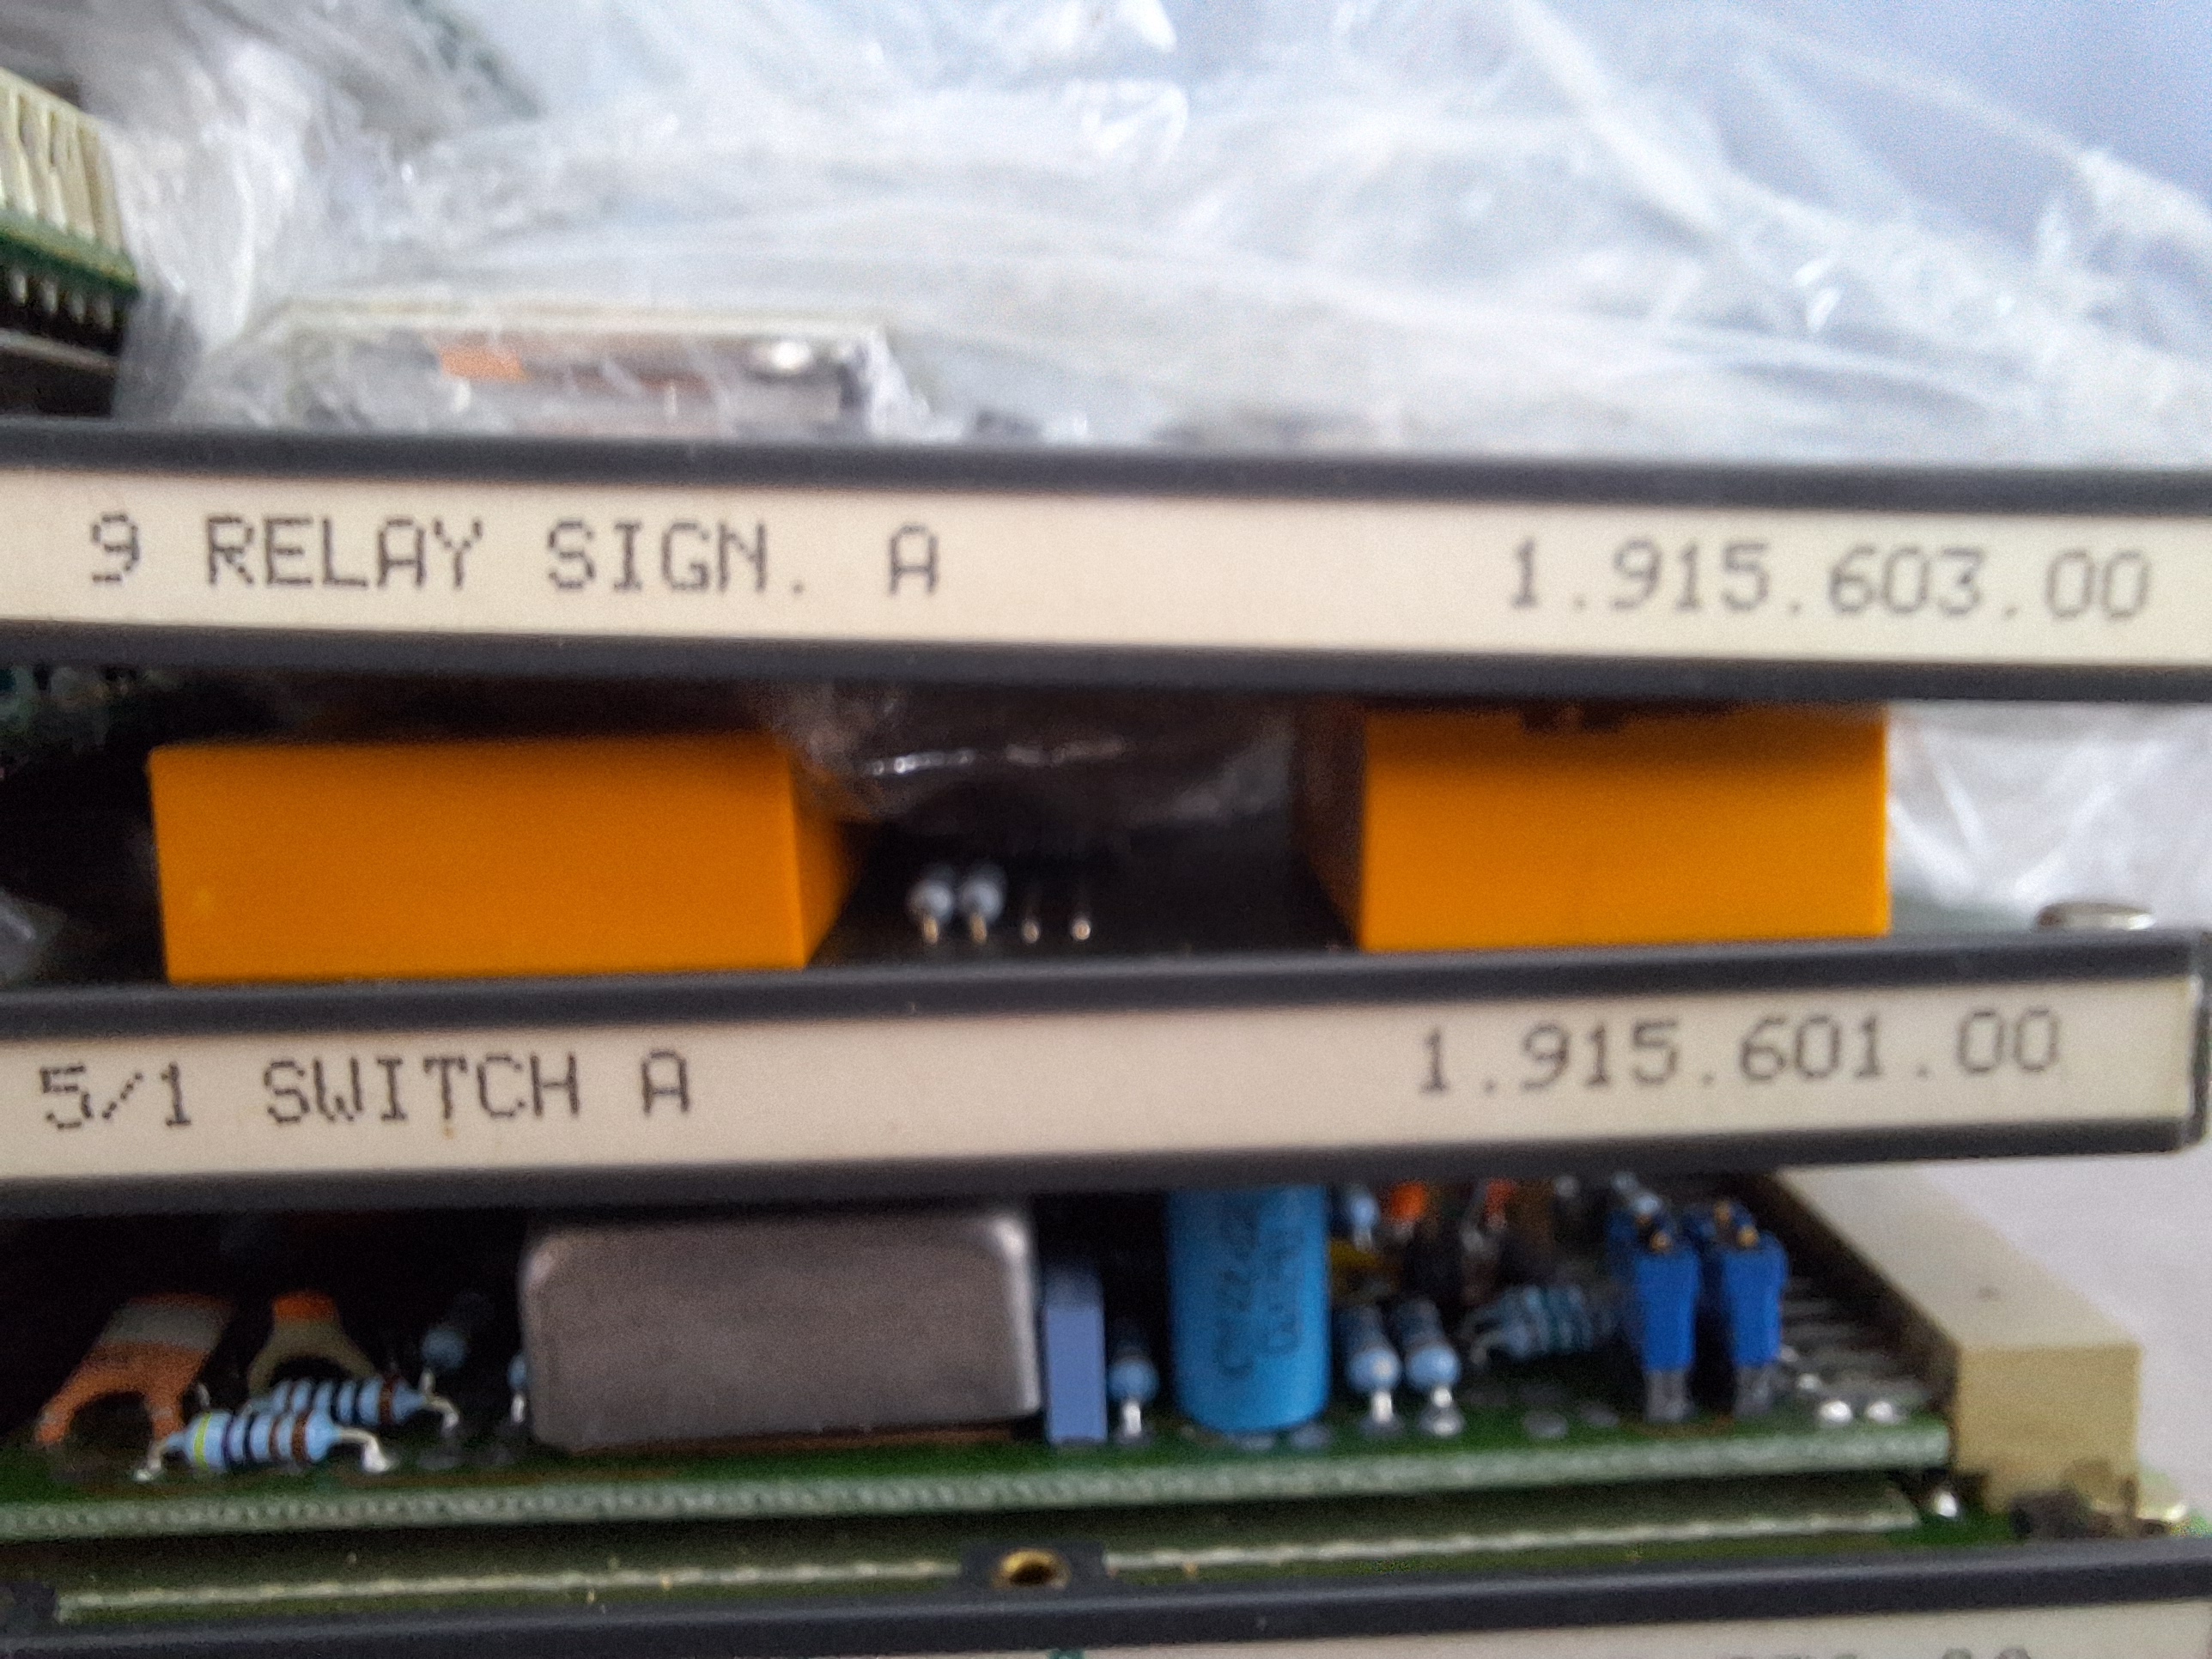 9 RELAY SIGN. A 1.915.603.00
5/1 SWITCH A 1.915.601.00